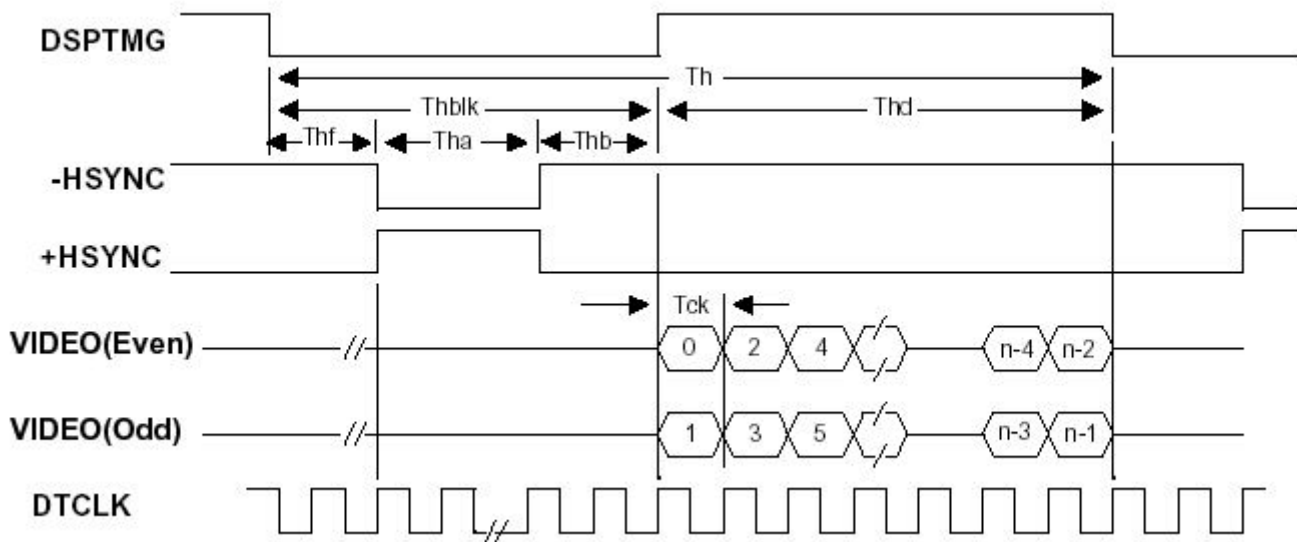 DSPTMG
Th
Thblk Thd
Thf Tha Thb
-HSYNC
+HSYNC
Tck
VIDEO(Even) 0 2 4 n-4 n-2
VIDEO(Odd) 1 3 5 n-3 n-1
DTCLK